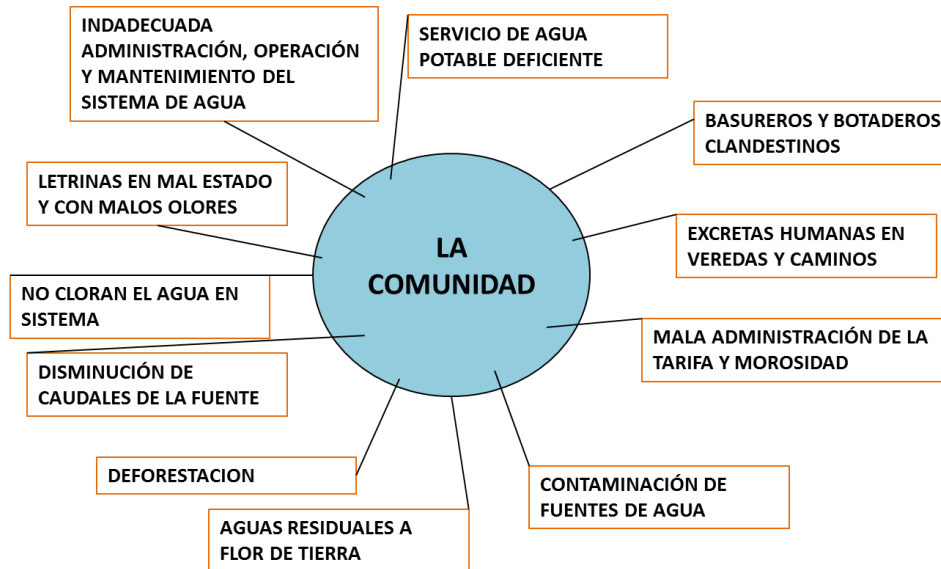 INDADECUADA
ADMINISTRACIÓN, OPERACIÓN
Y MANTENIMIENTO DEL
SISTEMA DE AGUA
SERVICIO DE AGUA
POTABLE DEFICIENTE
BASUREROS Y BOTADEROS
CLANDESTINOS
LETRINAS EN MAL ESTADO
Y CON MALOS OLORES
EXCRETAS HUMANAS EN
VEREDAS Y CAMINOS
LA
COMUNIDAD
NO CLORAN EL AGUA EN
SISTEMA
MALA ADMINISTRACIÓN DE LA
TARIFA Y MOROSIDAD
DISMINUCIÓN DE
CAUDALES DE LA FUENTE
DEFORESTACION
CONTAMINACIÓN DE
FUENTES DE AGUA
AGUAS RESIDUALES A
FLOR DE TIERRA